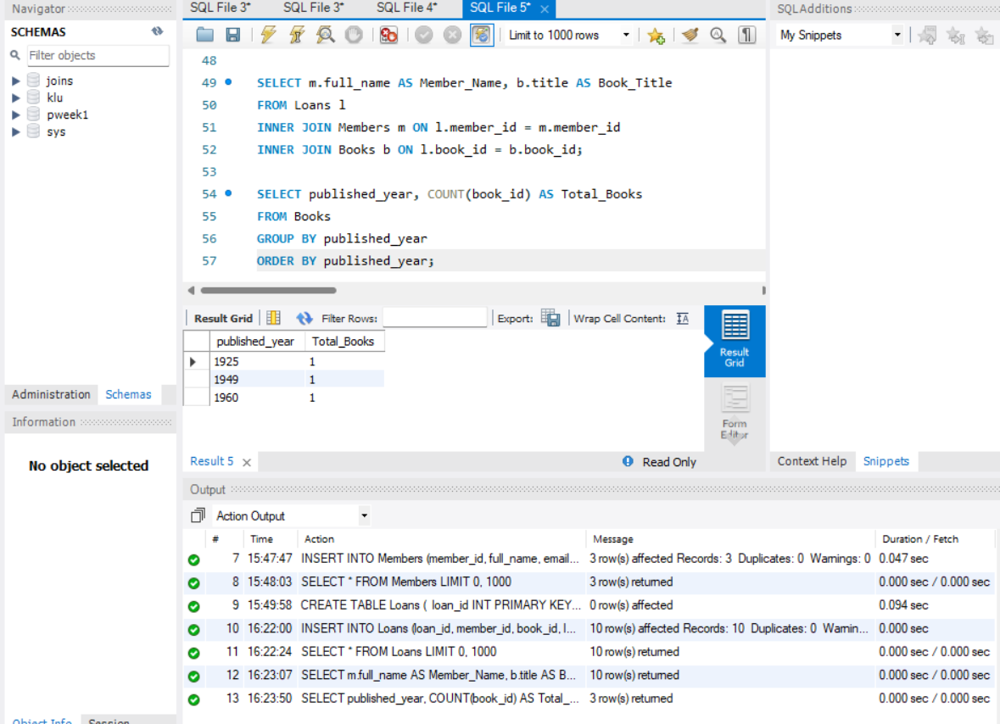 Navigator
SCHEMAS
Filter objects
joins
klu
pweek1
sys
Administration Schemas
Information
No object selected
Object Info Session
SQL File 3* SQL File 3* SQL File 4* SQL File 5*
Limit to 1000 rows
48
49 SELECT m.full_name AS Member_Name, b.title AS Book_Title
50 FROM Loans l
51 INNER JOIN Members m ON l.member_id = m.member_id
52 INNER JOIN Books b ON l.book_id = b.book_id;
53
54 SELECT published_year, COUNT(book_id) AS Total_Books
55 FROM Books
56 GROUP BY published_year
57 ORDER BY published_year;
Result Grid Filter Rows: Export: Wrap Cell Content: IA
published_year Total_Books
1925 1
1949 1
1960 1
Result
Grid
Form
Editor
Result 5 Read Only
SQLAdditions
My Snippets
Context Help Snippets
Output
Action Output
# Time Action Message Duration / Fetch
7 15:47:47 INSERT INTO Members (member_id, full_name, email... 3 row(s) affected Records: 3 Duplicates: 0 Warnings: 0 0.047 sec
8 15:48:03 SELECT * FROM Members LIMIT 0, 1000 3 row(s) returned 0.000 sec / 0.000 sec
9 15:49:58 CREATE TABLE Loans ( loan_id INT PRIMARY KEY... 0 row(s) affected 0.094 sec
10 16:22:00 INSERT INTO Loans (loan_id, member_id, book_id, l... 10 row(s) affected Records: 10 Duplicates: 0 Warnin... 0.000 sec
11 16:22:24 SELECT * FROM Loans LIMIT 0, 1000 10 row(s) returned 0.000 sec / 0.000 sec
12 16:23:07 SELECT m.full_name AS Member_Name, b.title AS B... 10 row(s) returned 0.000 sec / 0.000 sec
13 16:23:50 SELECT published_year, COUNT(book_id) AS Total_... 3 row(s) returned 0.000 sec / 0.000 sec